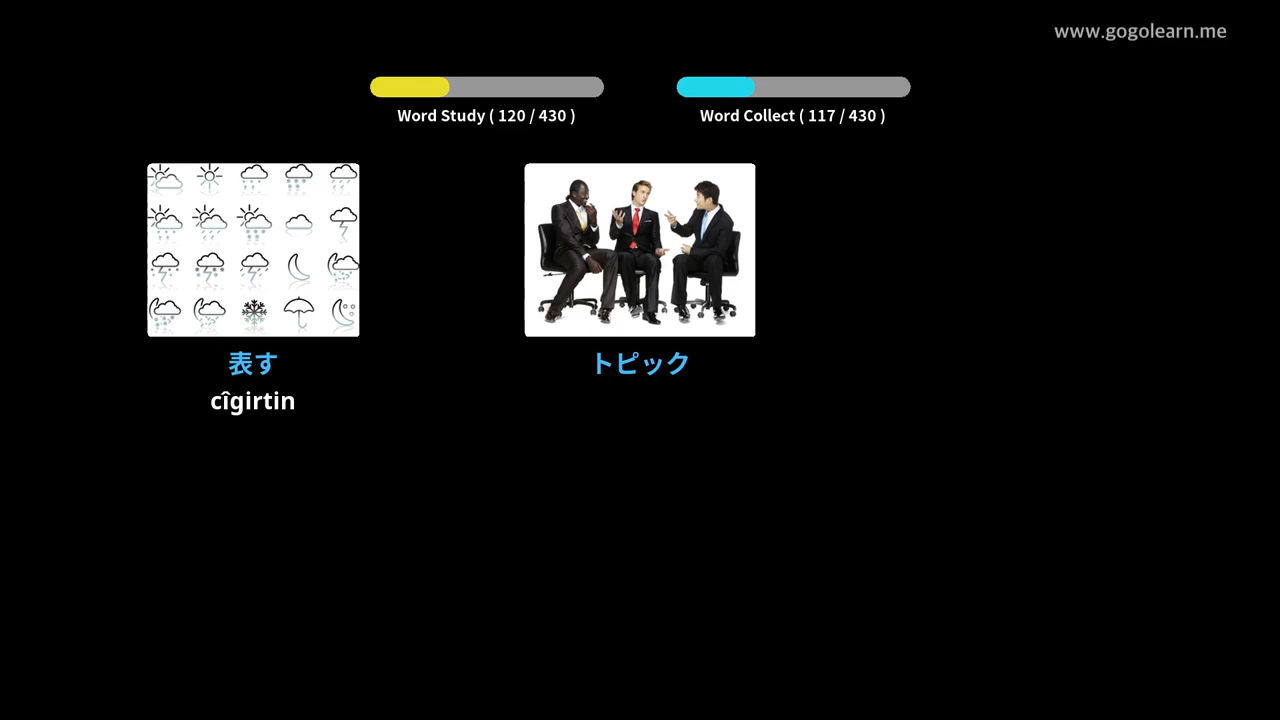 www.gogolearn.me
Word Study ( 120 / 430 )
Word Collect ( 117 / 430 )
表す
cîgirtin
トピック